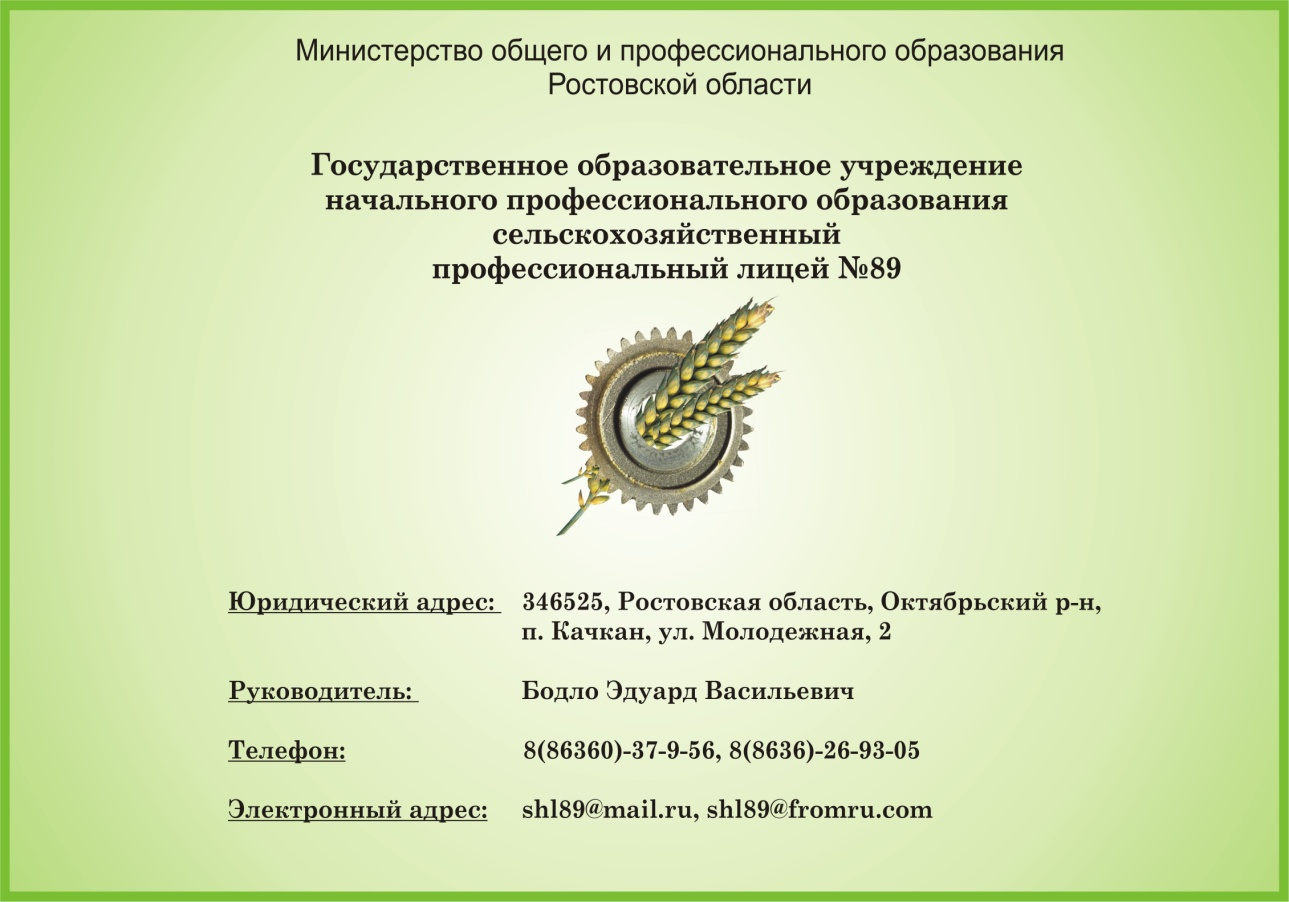 Министерство общего и профессионального образования
Ростовской области
Государственное образовательное учреждение
начального профессионального образования
сельскохозяйственный
профессиональный лицей №89
Юридический адрес: 346525, Ростовская область, Октябрьский р-н,
п. Качкан, ул. Молодежная, 2
Руководитель: Бодло Эдуард Васильевич
Телефон: 8(86360)-37-9-56, 8(8636)-26-93-05
Электронный адрес: shl89@mail.ru, shl89@fromru.com